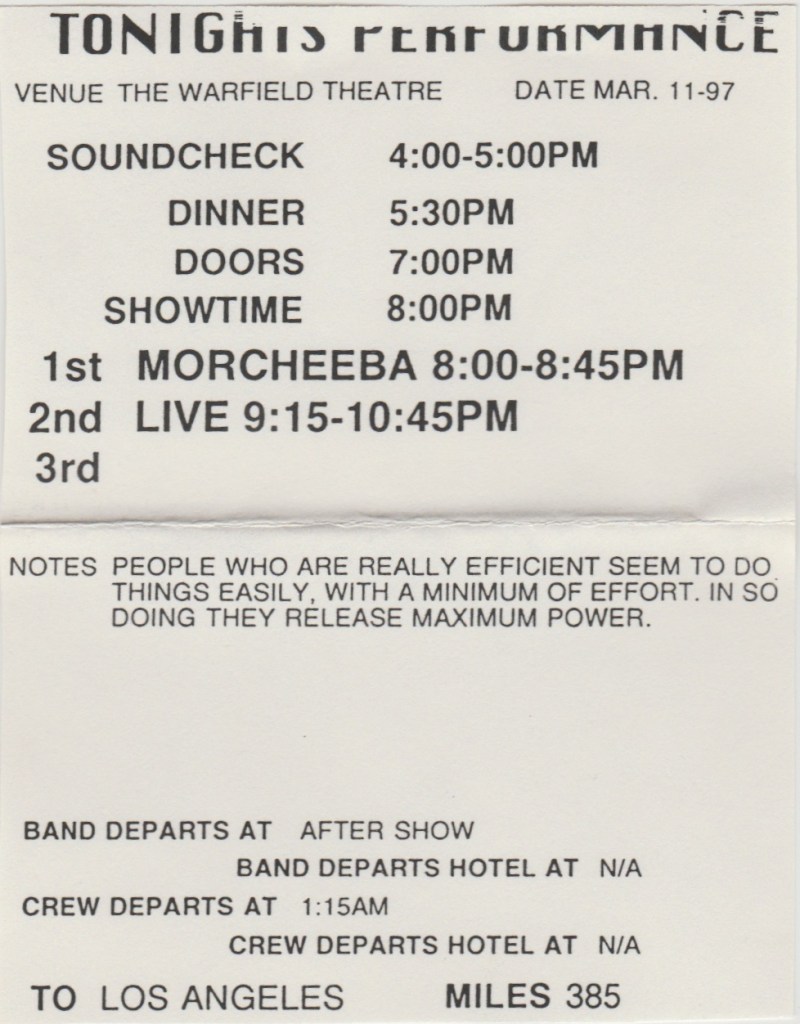 TONIGHTS PERFORMANCE
VENUE THE WARFIELD THEATRE DATE MAR. 11-97
SOUNDCHECK 4:00-5:00PM
DINNER 5:30PM
DOORS 7:00PM
SHOWTIME 8:00PM
1st MORCHEEBA 8:00-8:45PM
2nd LIVE 9:15-10:45PM
3rd
NOTES PEOPLE WHO ARE REALLY EFFICIENT SEEM TO DO
THINGS EASILY, WITH A MINIMUM OF EFFORT. IN SO
DOING THEY RELEASE MAXIMUM POWER.
BAND DEPARTS AT AFTER SHOW
BAND DEPARTS HOTEL AT N/A
CREW DEPARTS AT 1:15AM
CREW DEPARTS HOTEL AT N/A
TO LOS ANGELES MILES 385